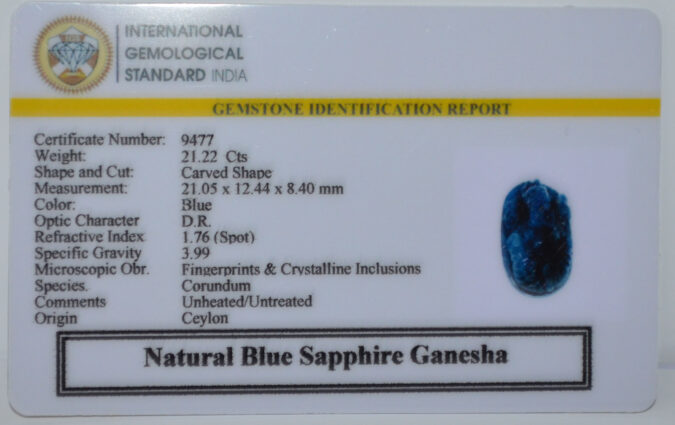 INTERNATIONAL
GEMOLOGICAL
STANDARD INDIA
GEMSTONE IDENTIFICATION REPORT
Certificate Number: 9477
Weight: 21.22 Cts
Shape and Cut: Carved Shape
Measurement: 21.05 x 12.44 x 8.40 mm
Color: Blue
Optic Character D.R.
Refractive Index 1.76 (Spot)
Specific Gravity 3.99
Microscopic Obr. Fingerprints & Crystalline Inclusions
Species. Corundum
Comments Unheated/Untreated
Origin Ceylon
Natural Blue Sapphire Ganesha